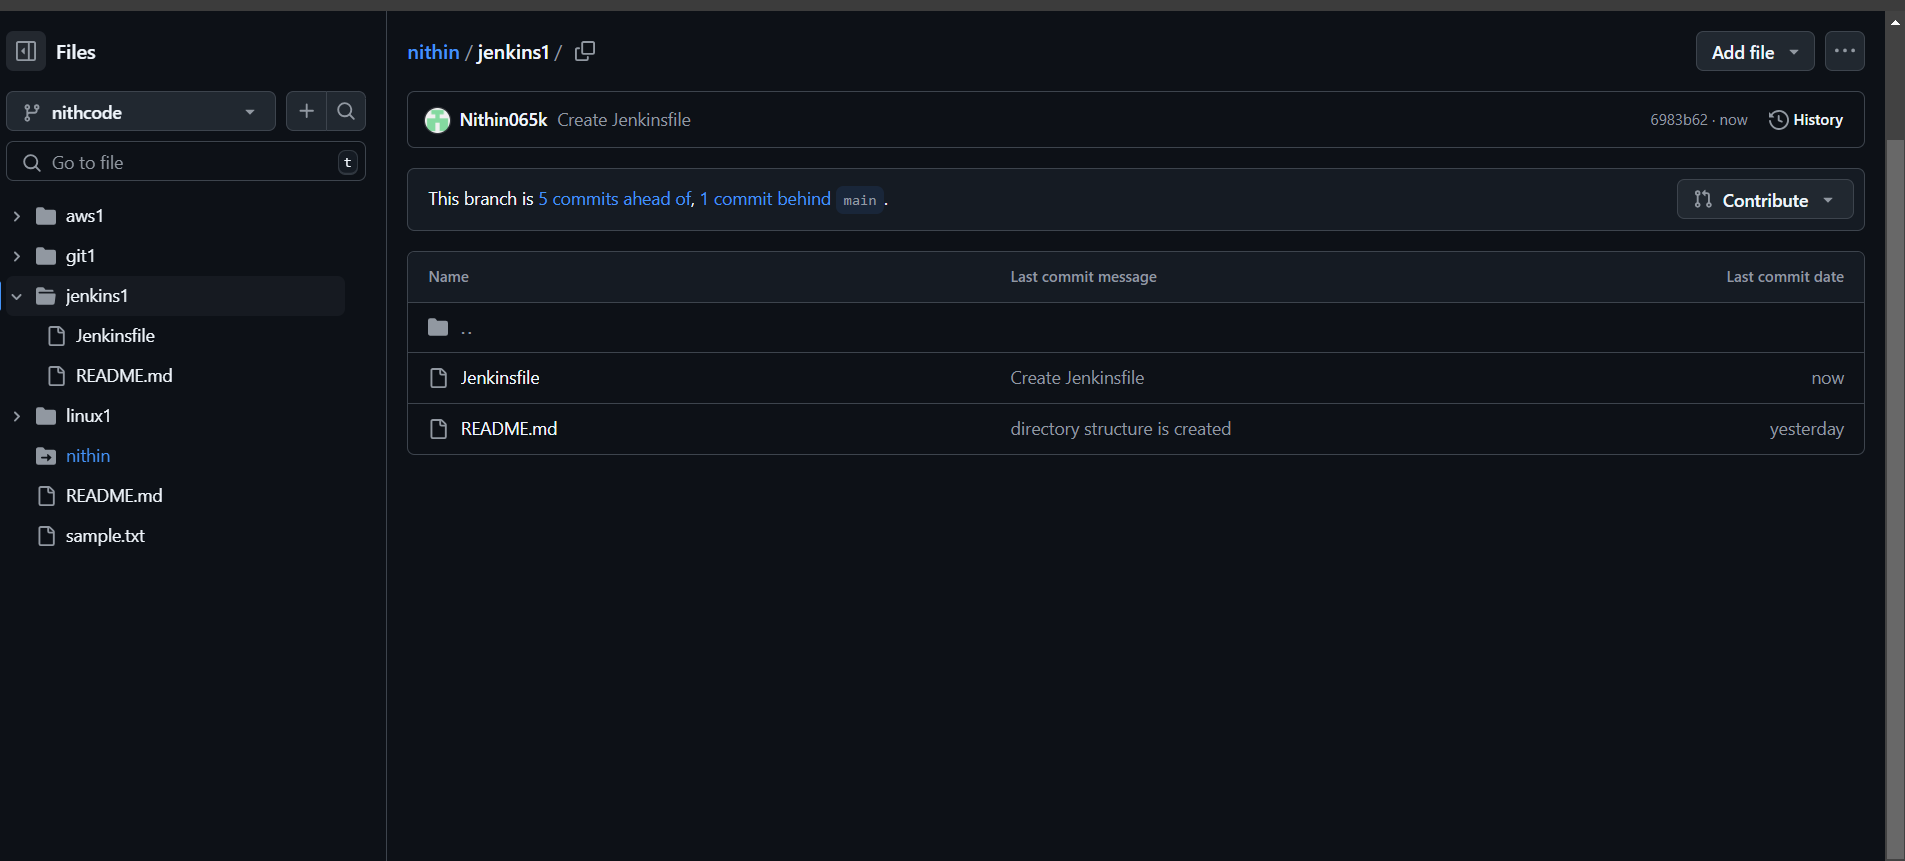 Files
nithcode
Go to file t
aws1
git1
jenkins1
Jenkinsfile
README.md
linux1
nithin
README.md
sample.txt
nithin / jenkins1 /
Add file
Nithin065k Create Jenkinsfile 6983b62 · now History
This branch is 5 commits ahead of, 1 commit behind main .
Contribute
Name Last commit message Last commit date
..
Jenkinsfile Create Jenkinsfile now
README.md directory structure is created yesterday